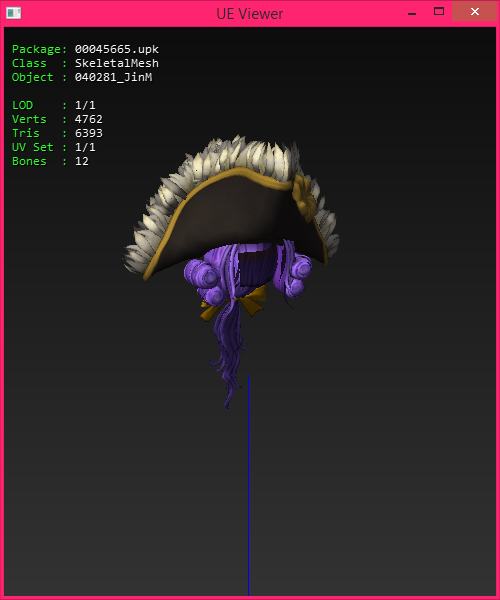 UE Viewer
Package: 00045665.upk
Class : SkeletalMesh
Object : 040281_JinM
LOD : 1/1
Verts : 4762
Tris : 6393
UV Set : 1/1
Bones : 12